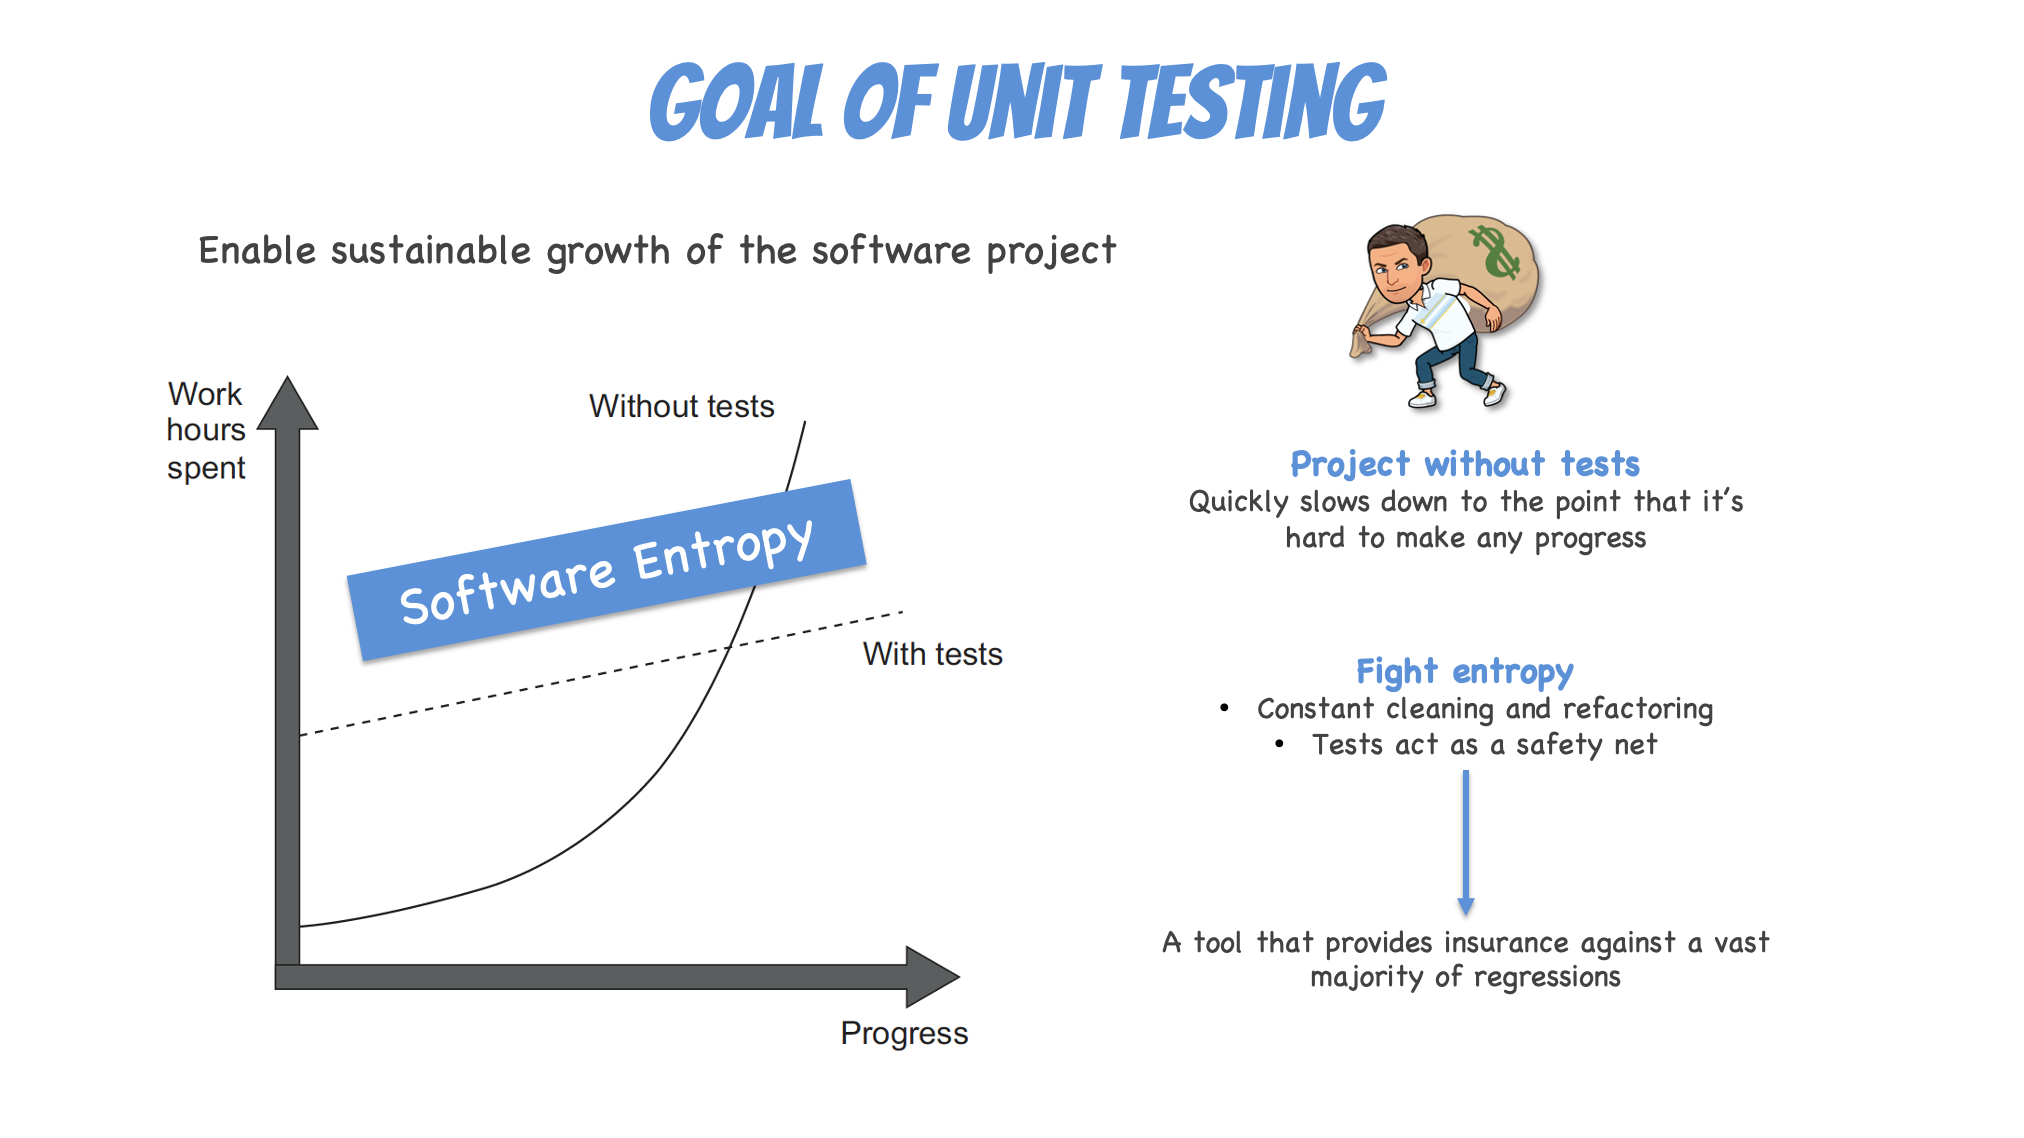 GOAL OF UNIT TESTING
Enable sustainable growth of the software project
Work
hours
spent
Without tests
Software Entropy
With tests
Progress
$
Project without tests
Quickly slows down to the point that it's
hard to make any progress
Fight entropy
• Constant cleaning and refactoring
• Tests act as a safety net
A tool that provides insurance against a vast
majority of regressions